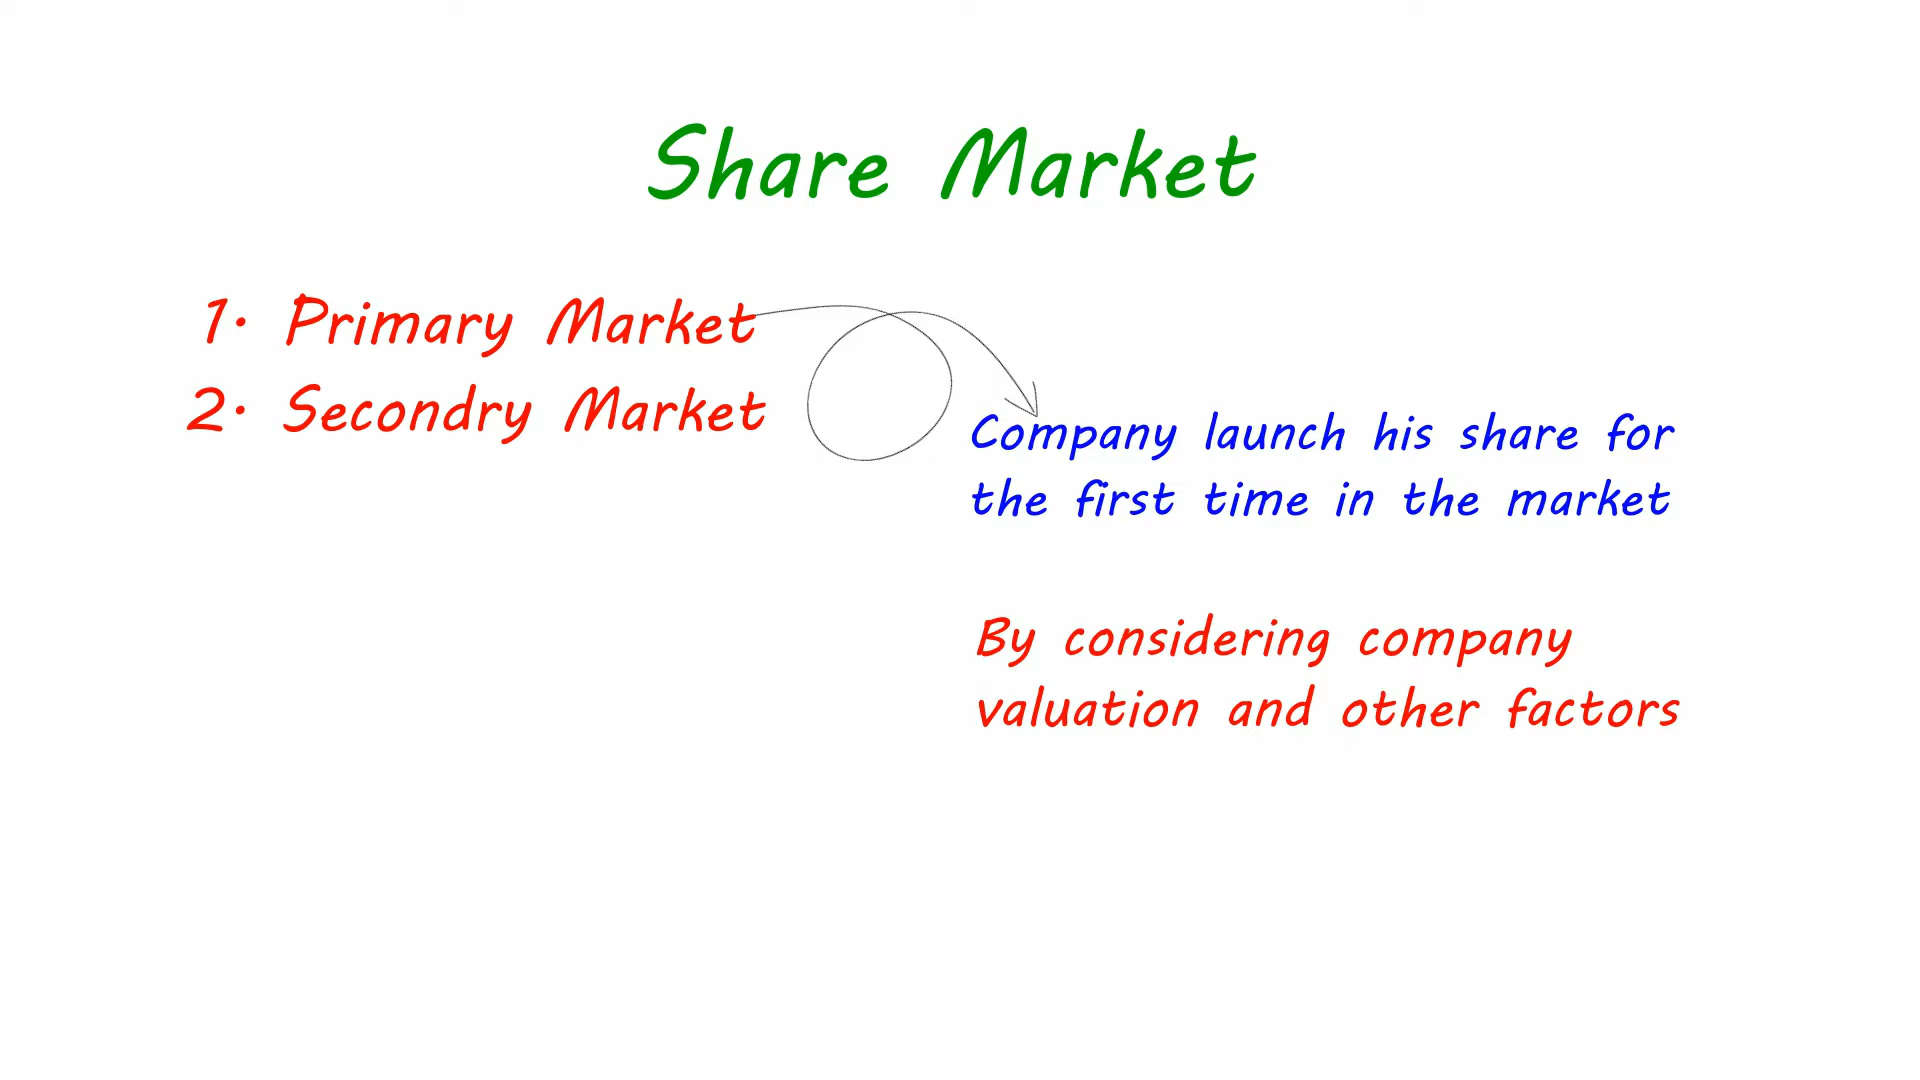 Share Market
1. Primary Market
2. Secondry Market
Company launch his share for
the first time in the market
By considering company
valuation and other factors